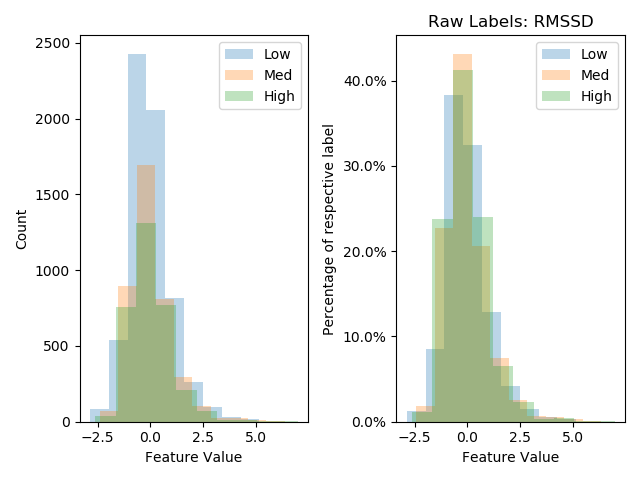 Raw Labels: RMSSD
2500
2000
1500
1000
500
0
Count
−2.5 0.0 2.5 5.0
Feature Value
Low
Med
High
40.0%
30.0%
20.0%
10.0%
0.0%
Percentage of respective label
−2.5 0.0 2.5 5.0
Feature Value
Low
Med
High